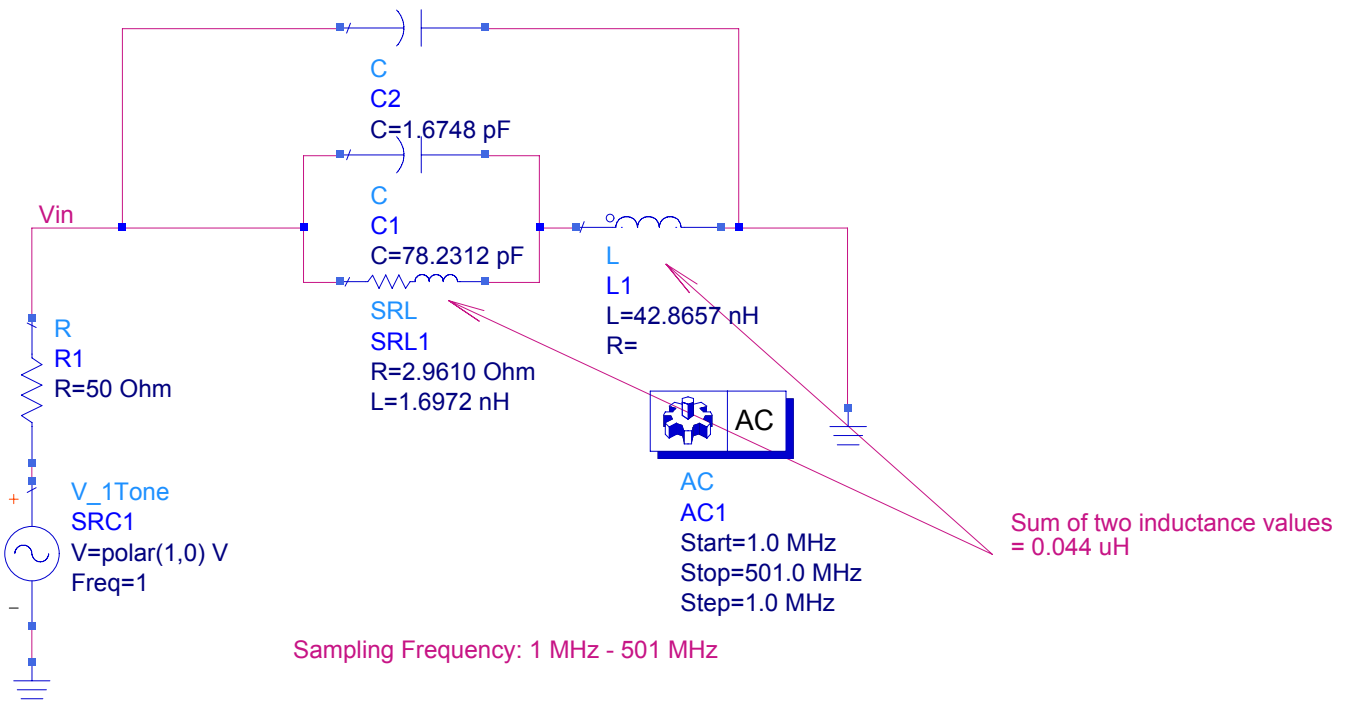 C
C2
C=1.6748 pF
C
C1
C=78.2312 pF
Vin
SRL
SRL1
R=2.9610 Ohm
L=1.6972 nH
L
L1
L=42.8657 nH
R=
R
R1
R=50 Ohm
AC
AC
AC1
Start=1.0 MHz
Stop=501.0 MHz
Step=1.0 MHz
+
V_1Tone
SRC1
V=polar(1,0) V
Freq=1
−
Sum of two inductance values
= 0.044 uH
Sampling Frequency: 1 MHz - 501 MHz